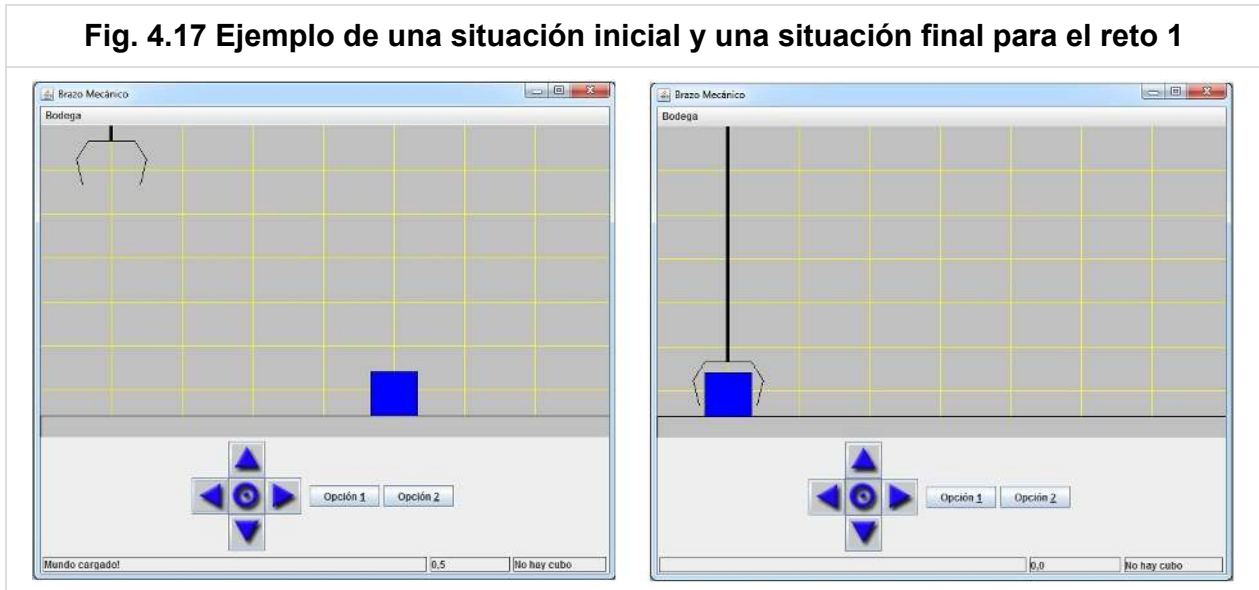 Fig. 4.17 Ejemplo de una situación inicial y una situación final para el reto 1
Brazo Mecánico
Bodega
Opción 1
Opción 2
Mundo cargado!
0,5
No hay cubo
Brazo Mecánico
Bodega
Opción 1
Opción 2
0,0
No hay cubo